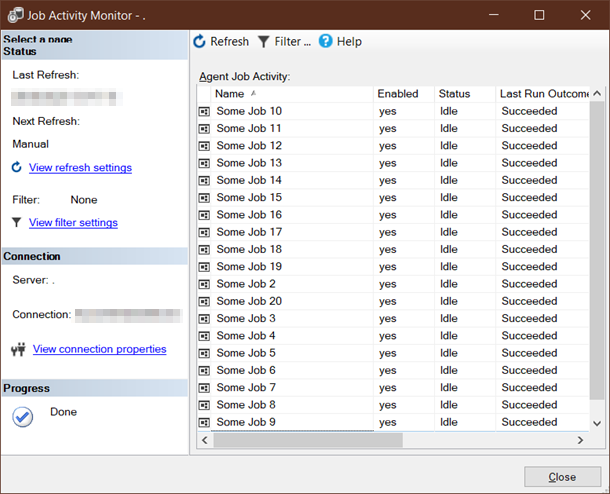 Job Activity Monitor - .
Select a page
Status
Last Refresh:
Next Refresh:
Manual
View refresh settings
Filter: None
View filter settings
Connection
Server: .
Connection:
View connection properties
Progress
Done
Refresh Filter ... Help
Agent Job Activity:
Name Enabled Status Last Run Outcome
Some Job 10 yes Idle Succeeded
Some Job 11 yes Idle Succeeded
Some Job 12 yes Idle Succeeded
Some Job 13 yes Idle Succeeded
Some Job 14 yes Idle Succeeded
Some Job 15 yes Idle Succeeded
Some Job 16 yes Idle Succeeded
Some Job 17 yes Idle Succeeded
Some Job 18 yes Idle Succeeded
Some Job 19 yes Idle Succeeded
Some Job 2 yes Idle Succeeded
Some Job 20 yes Idle Succeeded
Some Job 3 yes Idle Succeeded
Some Job 4 yes Idle Succeeded
Some Job 5 yes Idle Succeeded
Some Job 6 yes Idle Succeeded
Some Job 7 yes Idle Succeeded
Some Job 8 yes Idle Succeeded
Some Job 9 yes Idle Succeeded
Close